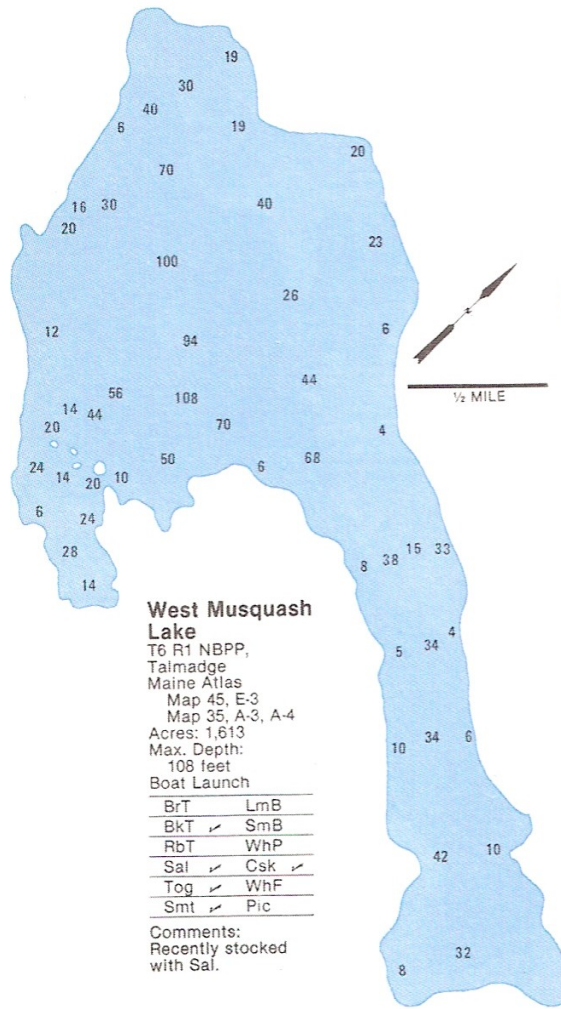 19
30
40
6
19
20
70
16 30
40
20
23
100
26
12
6
94
44
56
108
14
44
20
70
4
50
68
24
6
14
10
20
6
24
28
14
15 33
38
8
4
34
5
34 6
10
42 10
32
8
½ MILE
West Musquash
Lake
T6 R1 NBPP,
Talmadge
Maine Atlas
Map 45, E-3
Map 35, A-3, A-4
Acres: 1,613
Max. Depth:
108 feet
Boat Launch
BrT LmB
BkT ✓ SmB
RbT WhP
Sal ✓ Csk ✓
Tog ✓ WhF
Smt ✓ Pic
Comments:
Recently stocked
with Sal.